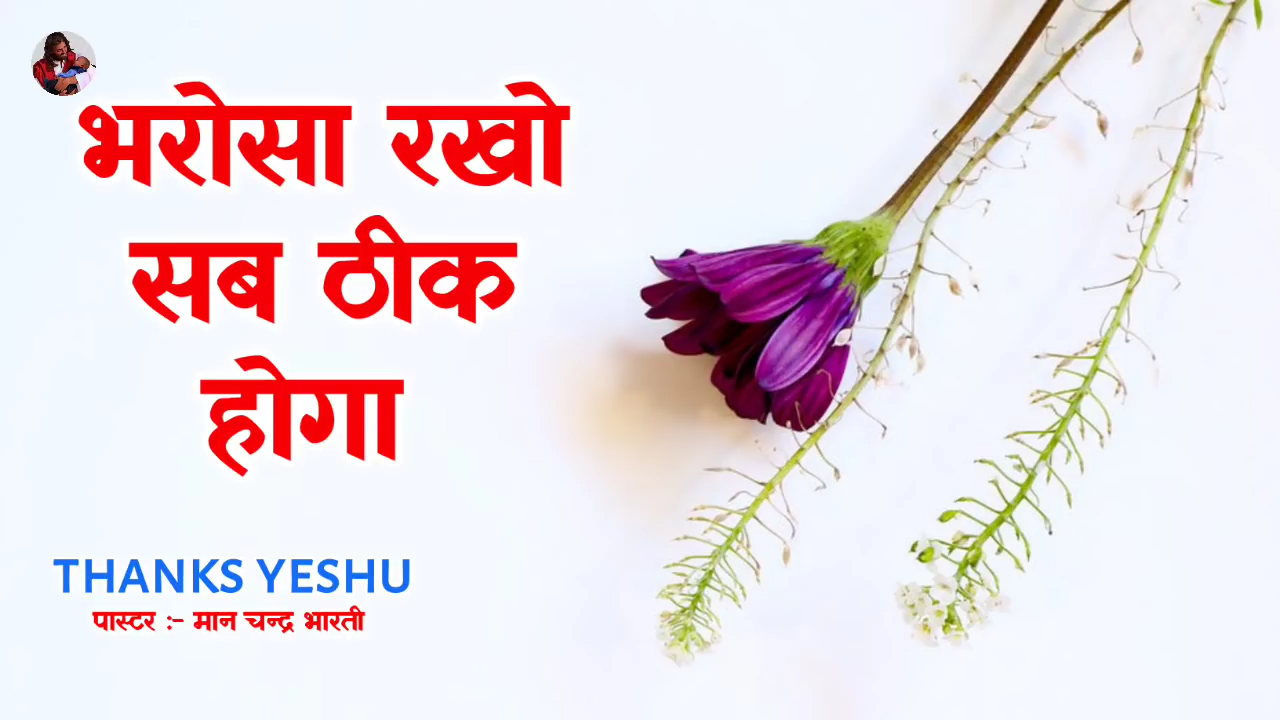 भरोसा रखो
सब ठीक
होगा
THANKS YESHU
पास्टर :- मान चन्द्र भारती